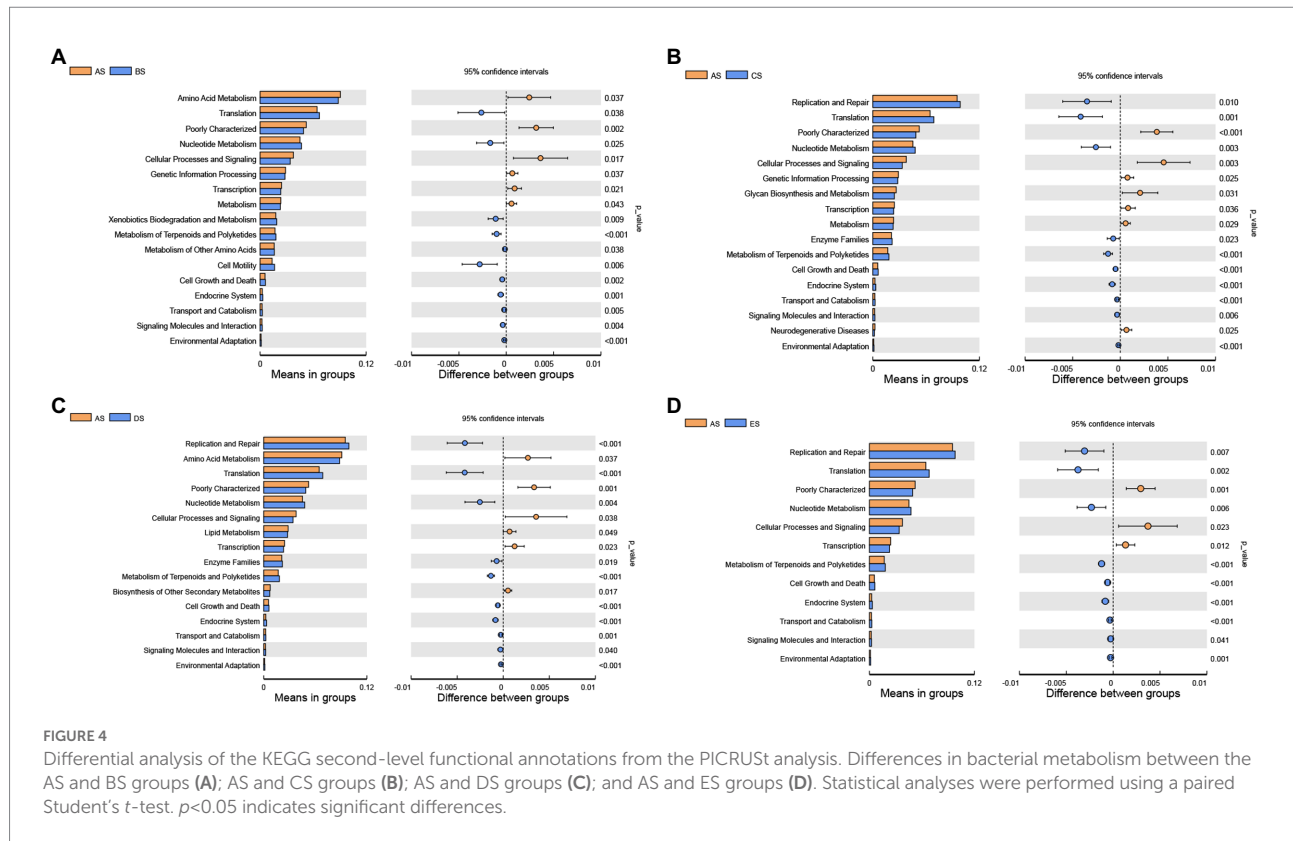 A
AS BS
95% confidence intervals
Amino Acid Metabolism 0.037
Translation 0.038
Poorly Characterized 0.002
Nucleotide Metabolism 0.025
Cellular Processes and Signaling 0.017
Genetic Information Processing 0.037
Transcription 0.021
Metabolism 0.043
Xenobiotics Biodegradation and Metabolism 0.009
Metabolism of Terpenoids and Polyketides <0.001
Metabolism of Other Amino Acids 0.038
Cell Motility 0.006
Cell Growth and Death 0.002
Endocrine System 0.001
Transport and Catabolism 0.005
Signaling Molecules and Interaction 0.004
Environmental Adaptation <0.001
p_value
0 0.12 -0.01 -0.005 0 0.005 0.01
Means in groups Difference between groups
B
AS CS
95% confidence intervals
Replication and Repair 0.010
Translation 0.001
Poorly Characterized <0.001
Nucleotide Metabolism 0.003
Cellular Processes and Signaling 0.003
Genetic Information Processing 0.025
Glycan Biosynthesis and Metabolism 0.031
Transcription 0.036
Metabolism 0.029
Enzyme Families 0.023
Metabolism of Terpenoids and Polyketides <0.001
Cell Growth and Death <0.001
Endocrine System <0.001
Transport and Catabolism <0.001
Signaling Molecules and Interaction 0.006
Neurodegenerative Diseases 0.025
Environmental Adaptation <0.001
p_value
0 0.12 -0.01 -0.005 0 0.005 0.01
Means in groups Difference between groups
C
AS DS
95% confidence intervals
Replication and Repair <0.001
Amino Acid Metabolism 0.037
Translation <0.001
Poorly Characterized 0.001
Nucleotide Metabolism 0.004
Cellular Processes and Signaling 0.038
Lipid Metabolism 0.049
Transcription 0.023
Enzyme Families 0.019
Metabolism of Terpenoids and Polyketides <0.001
Biosynthesis of Other Secondary Metabolites 0.017
Cell Growth and Death <0.001
Endocrine System <0.001
Transport and Catabolism 0.001
Signaling Molecules and Interaction 0.040
Environmental Adaptation <0.001
p_value
0 0.12 -0.01 -0.005 0 0.005 0.01
Means in groups Difference between groups
D
AS ES
95% confidence intervals
Replication and Repair 0.007
Translation 0.002
Poorly Characterized 0.001
Nucleotide Metabolism 0.006
Cellular Processes and Signaling 0.023
Transcription 0.012
Metabolism of Terpenoids and Polyketides <0.001
Cell Growth and Death <0.001
Endocrine System <0.001
Transport and Catabolism <0.001
Signaling Molecules and Interaction 0.041
Environmental Adaptation 0.001
p_value
0 0.12 -0.01 -0.005 0 0.005 0.01
Means in groups Difference between groups
FIGURE 4
Differential analysis of the KEGG second-level functional annotations from the PICRUSt analysis. Differences in bacterial metabolism between the
AS and BS groups (A); AS and CS groups (B); AS and DS groups (C); and AS and ES groups (D). Statistical analyses were performed using a paired
Student's t-test. p<0.05 indicates significant differences.